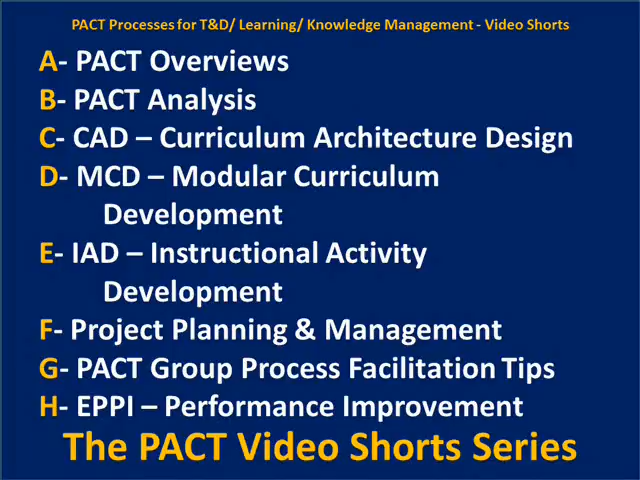 PACT Processes for T&D/ Learning/ Knowledge Management - Video Shorts
A- PACT Overviews
B- PACT Analysis
C- CAD – Curriculum Architecture Design
D- MCD – Modular Curriculum
Development
E- IAD – Instructional Activity
Development
F- Project Planning & Management
G- PACT Group Process Facilitation Tips
H- EPPI – Performance Improvement
The PACT Video Shorts Series